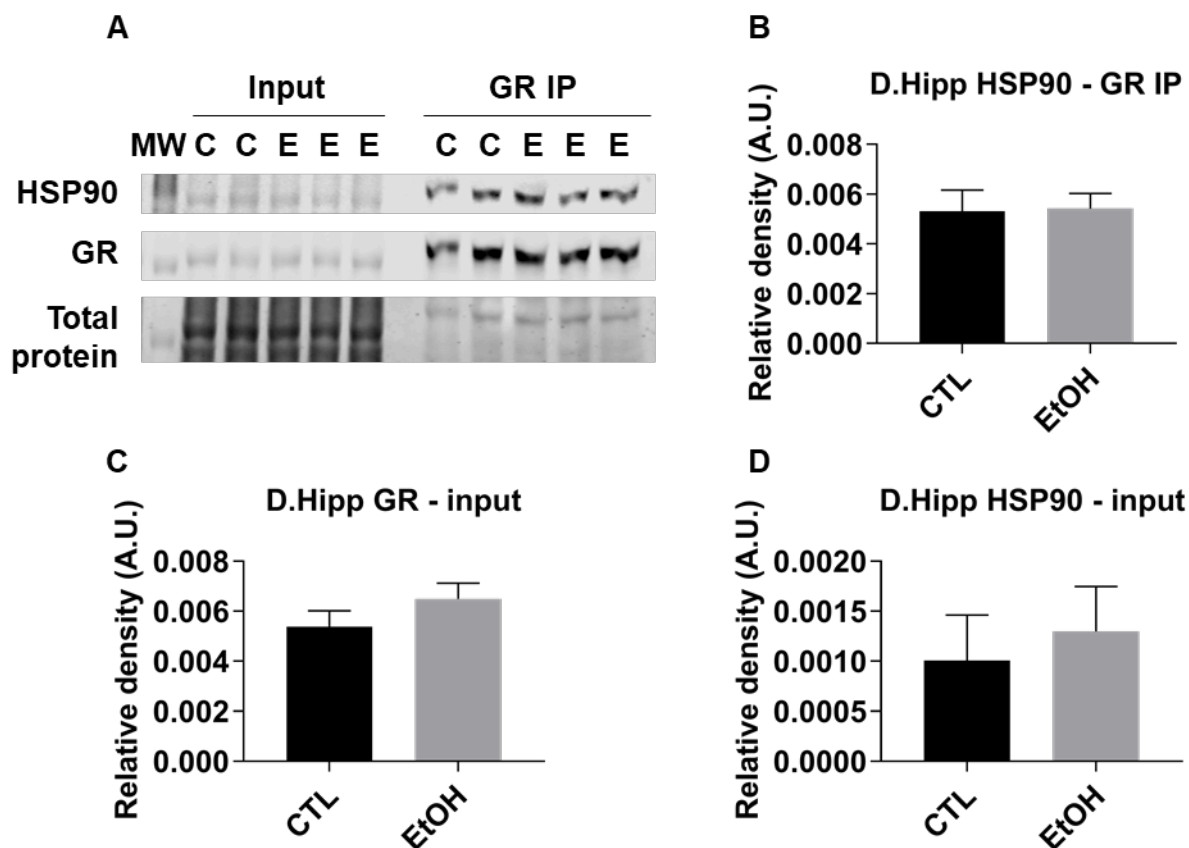 A
Input GR IP
MW C C E E E C C E E E
HSP90
GR
Total
protein
B
D.Hipp HSP90 - GR IP
Relative density (A.U.)
0.008
0.006
0.004
0.002
0.000
CTL
EtOH
C
D.Hipp GR - input
Relative density (A.U.)
0.008
0.006
0.004
0.002
0.000
CTL
EtOH
D
D.Hipp HSP90 - input
Relative density (A.U.)
0.0020
0.0015
0.0010
0.0005
0.0000
CTL
EtOH